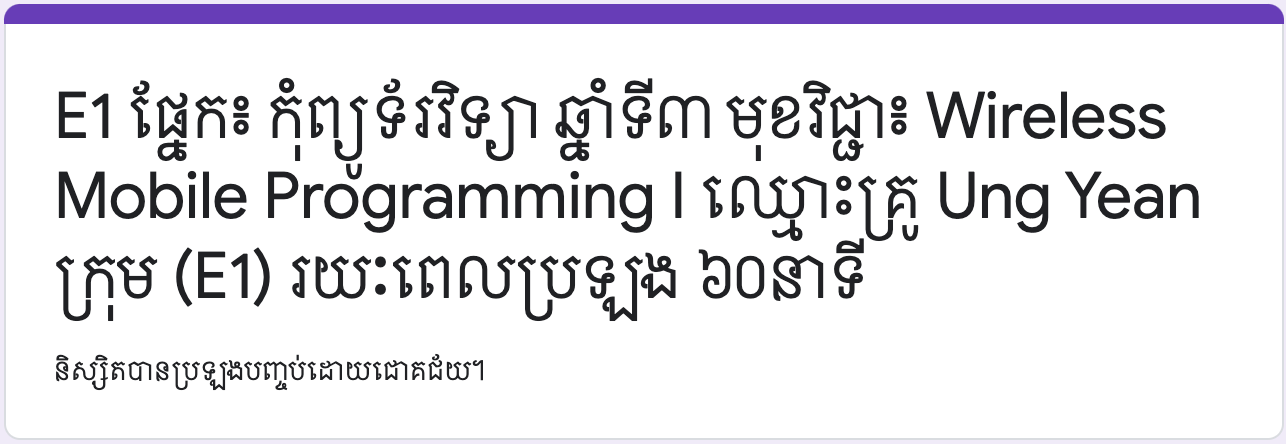 E1 ផ្នែក៖ កុំព្យូទ័រវិទ្យា ឆ្នាំទី៣ មុខវិជ្ជា៖ Wireless
Mobile Programming I ឈ្មោះគ្រូ Ung Yean
ក្រុម (E1) រយៈពេលប្រឡង ៦០នាទី
និស្សិតបានប្រឡងបញ្ចប់ដោយជោគជ័យ។